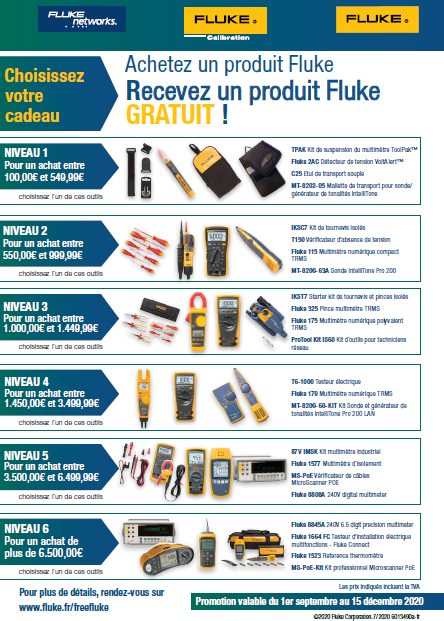 FLUKE
networks.
FLUKE®
Calibration
FLUKE®
Choisissez
votre
cadeau
Achetez un produit Fluke
Recevez un produit Fluke
GRATUIT !
NIVEAU 1
Pour un achat entre
100,00€ et 549,99€
choisissez l'un de ces outils
TPAK Kit de suspension du multimètre ToolPak™
Fluke 2AC Détecteur de tension VoltAlert™
C25 Etui de transport souple
MT-8202-05 Mallette de transport pour sonde/
générateur de tonalités IntelliTone
NIVEAU 2
Pour un achat entre
550,00€ et 999,99€
choisissez l'un de ces outils
IKSC7 Kit de tournevis isolés
T150 Vérificateur d'absence de tension
Fluke 115 Multimètre numérique compact
TRMS
MT-8200-63A Sonde IntelliTone Pro 200
NIVEAU 3
Pour un achat entre
1.000,00€ et 1.449,99€
choisissez l'un de ces outils
IKST7 Starter kit de tournevis et pinces isolés
Fluke 325 Pince multimètre TRMS
Fluke 175 Multimètre numérique polyvalent
TRMS
ProTool Kit IS60 Kit d'outils pour techniciens
réseau
NIVEAU 4
Pour un achat entre
1.450,00€ et 3.499,99€
choisissez l'un de ces outils
T6-1000 Testeur électrique
Fluke 179 Multimètre numérique TRMS
MT-8200-60-KIT Kit Sonde et générateur de
tonalités IntelliTone Pro 200 LAN
NIVEAU 5
Pour un achat entre
3.500,00€ et 6.499,99€
choisissez l'un de ces outils
87V IMSK Kit multimètre industriel
Fluke 1577 Multimètre d'isolement
MS-PoE Vérificateur de câbles
MicroScanner POE
Fluke 8808A 240V digital multimeter
NIVEAU 6
Pour un achat de
plus de 6.500,00€
choisissez l'un de ces outils
Fluke 8845A 240V 6.5 digit precision multimeter
Fluke 1664 FC Testeur d'installation électrique
multifonctions - Fluke Connect
Fluke 1523 Reference thermomètre
MS-PoE-Kit Kit professionnel Microscaner PoE
Les prix indiqués incluent la TVA
Pour plus de détails, rendez-vous sur
www.fluke.fr/freefluke
Promotion valable du 1er septembre au 15 décembre 2020
©2020 Fluke Corporation. 7/2020 6013490a-fr